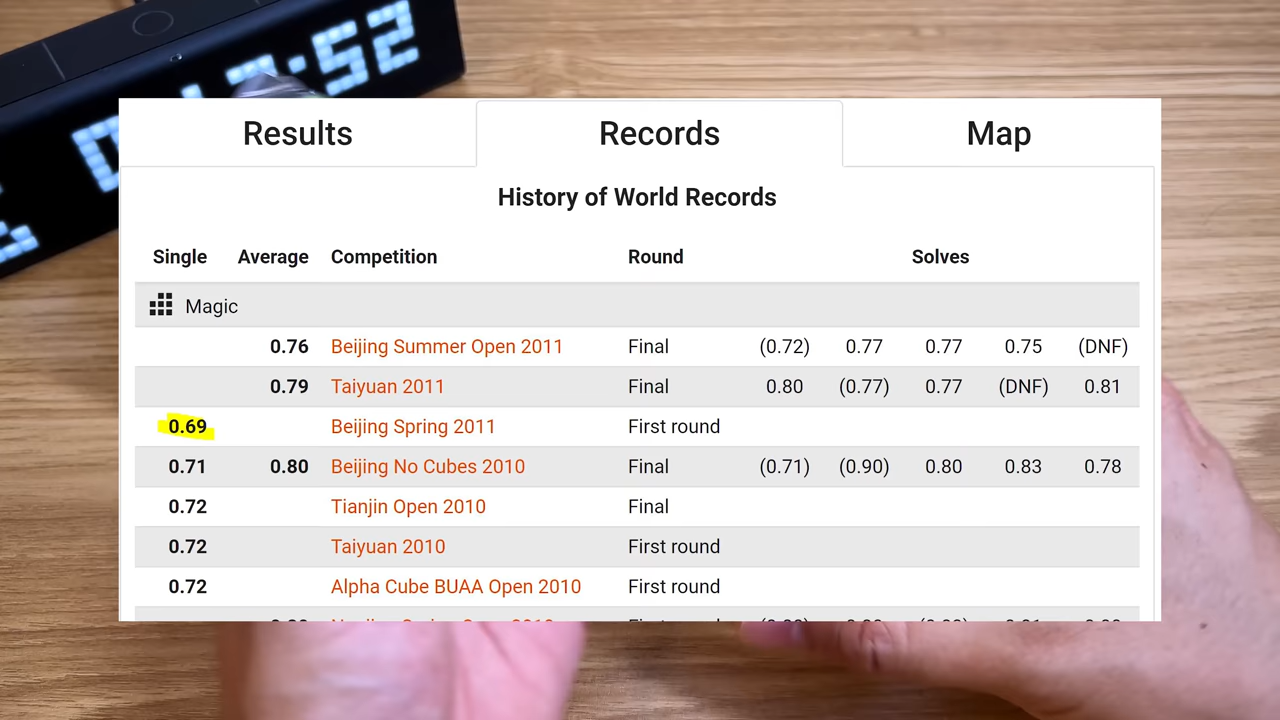 :52
Results Records Map
History of World Records
Single Average Competition Round Solves
Magic
0.76 Beijing Summer Open 2011 Final (0.72) 0.77 0.77 0.75 (DNF)
0.79 Taiyuan 2011 Final 0.80 (0.77) 0.77 (DNF) 0.81
0.69 Beijing Spring 2011 First round
0.71 0.80 Beijing No Cubes 2010 Final (0.71) (0.90) 0.80 0.83 0.78
0.72 Tianjin Open 2010 Final
0.72 Taiyuan 2010 First round
0.72 Alpha Cube BUAA Open 2010 First round